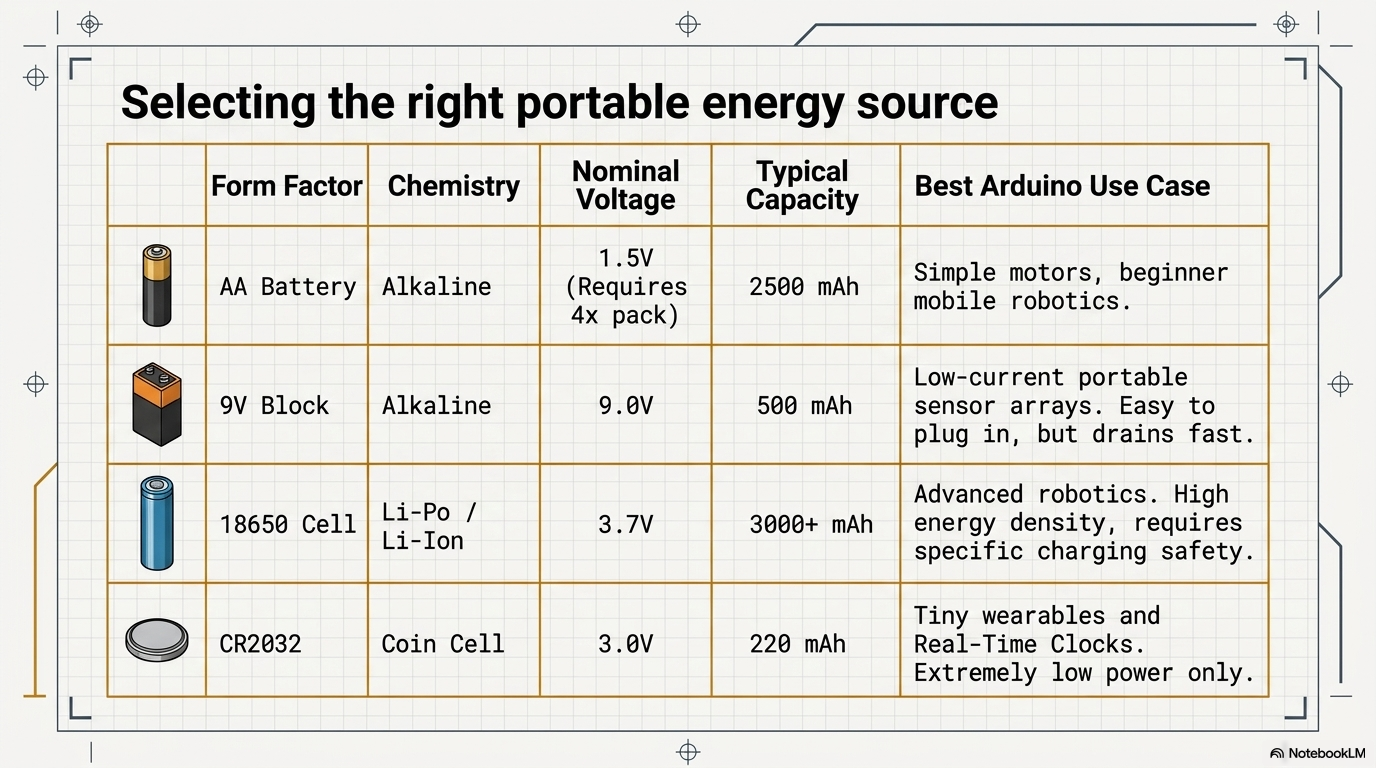 Selecting the right portable energy source
Form Factor
Chemistry
Nominal
Voltage
Typical
Capacity
Best Arduino Use Case
AA Battery
Alkaline
1.5V
(Requires
4x pack)
2500 mAh
Simple motors, beginner
mobile robotics.
9V Block
Alkaline
9.0V
500 mAh
Low-current portable
sensor arrays. Easy to
plug in, but drains fast.
18650 Cell
Li-Po /
Li-Ion
3.7V
3000+ mAh
Advanced robotics. High
energy density, requires
specific charging safety.
CR2032
Coin Cell
3.0V
220 mAh
Tiny wearables and
Real-Time Clocks.
Extremely low power only.
NotebookLM